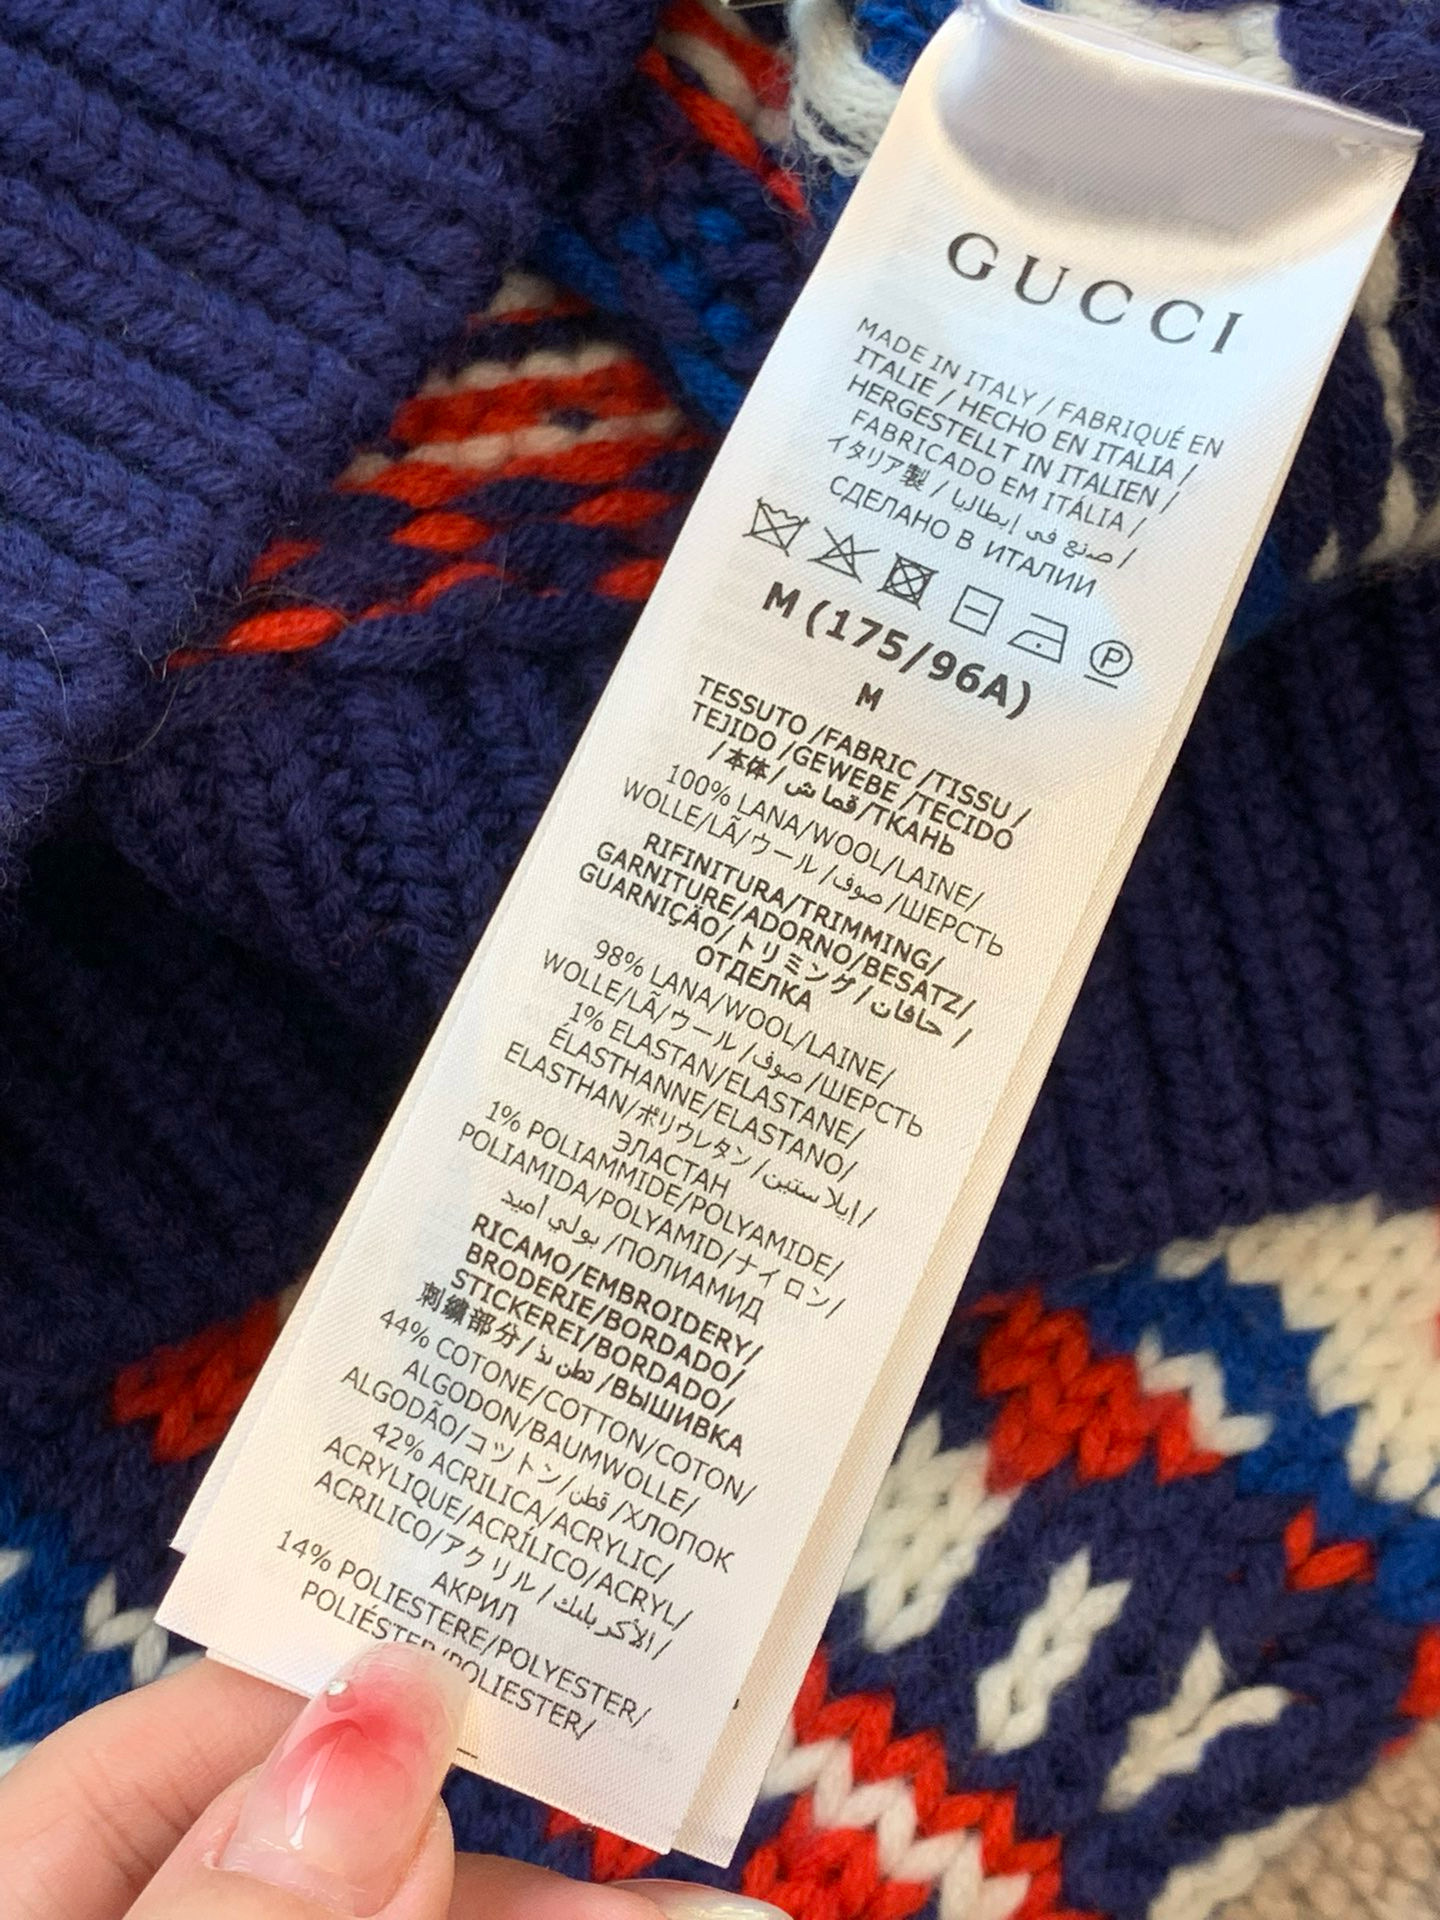 GUCCI
MADE IN ITALY / FABRIQUÉ EN
ITALIE / HECHO EN ITALIA /
HERGESTELLT IN ITALIEN /
FABRICADO EM ITÁLIA /
イタリア製 / صنع في إيطاليا /
СДЕЛАНО В ИТАЛИИ
P
M (175/96A)
M
TESSUTO /FABRIC /TISSU /
TEJIDO /GEWEBE /TECIDO
/本体/ قماش/ТКАНЬ
100% LANA/WOOL/LAINE/
WOLLE/LÃ/ウール/صوف /ШЕРСТЬ
RIFINITURA/TRIMMING/
GARNITURE/ADORNO/BESATZ/
GUARNIÇÃO/トリミング/حافات /
ОТДЕЛКА
98% LANA/WOOL/LAINE/
WOLLE/LÃ/ウール/صوف /ШЕРСТЬ
1% ELASTAN/ELASTANE/
ÉLASTHANNE/ELASTANO/
ELASTHAN/ポリウレタン/إيلاستين/
ЭЛАСТАН
1% POLIAMMIDE/POLYAMIDE/
POLIAMIDA/POLYAMID/ナイロン/
بولي أميد /ПОЛИАМИД
RICAMO/EMBROIDERY/
BRODERIE/BORDADO/
STICKEREI/BORDADO/
刺繍部分/ /ВЫШИВКА
44% COTONE/COTTON/COTON/
ALGODON/BAUMWOLLE/
ALGODÃO/コットン/قطن /ХЛОПОК
42% ACRILICA/ACRYLIC/
ACRYLIQUE/ACRÍLICO/ACRYL/
ACRILICO/アクリル/ /
АКРИЛ
14% POLIESTERE/POLYESTER/
POLIÉSTER/POLIESTER/